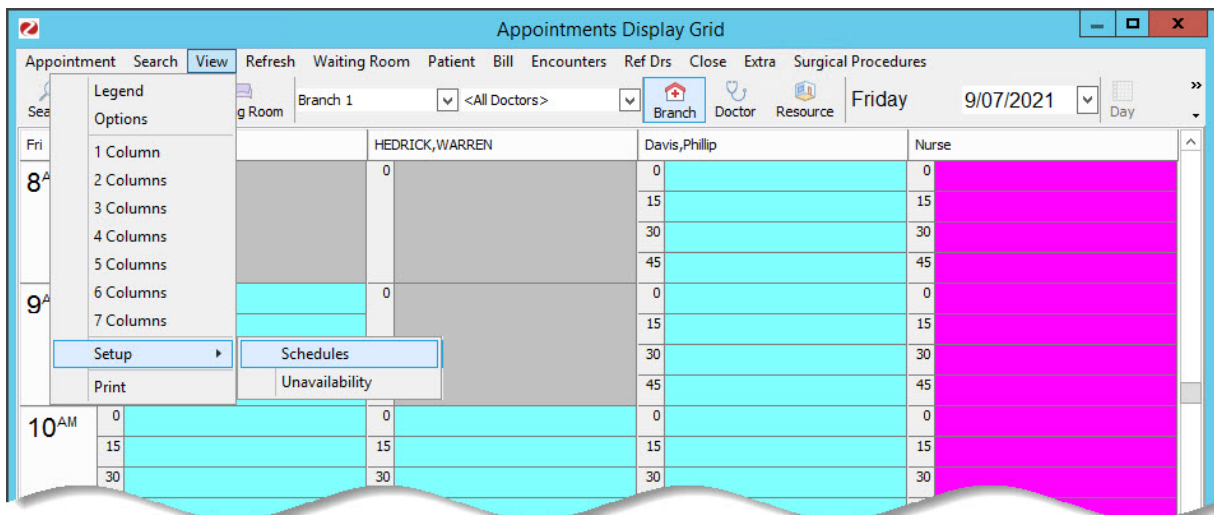 Appointments Display Grid
Appointment Search View Refresh Waiting Room Patient Bill Encounters Ref Drs Close Extra Surgical Procedures
Legend
Options
1 Column
2 Columns
3 Columns
4 Columns
5 Columns
6 Columns
7 Columns
Setup
Print
Schedules
Unavailability
Branch 1 <All Doctors> Branch Doctor Resource Friday 9/07/2021 Day
Room
Fri HEDRICK,WARREN Davis,Phillip Nurse
8 0 0 0
15 15
30 30
45 45
9 0 0 0
15 15
30 30
45 45
10 AM 0 0 0 0
15 15 15 15
30 30 30 30